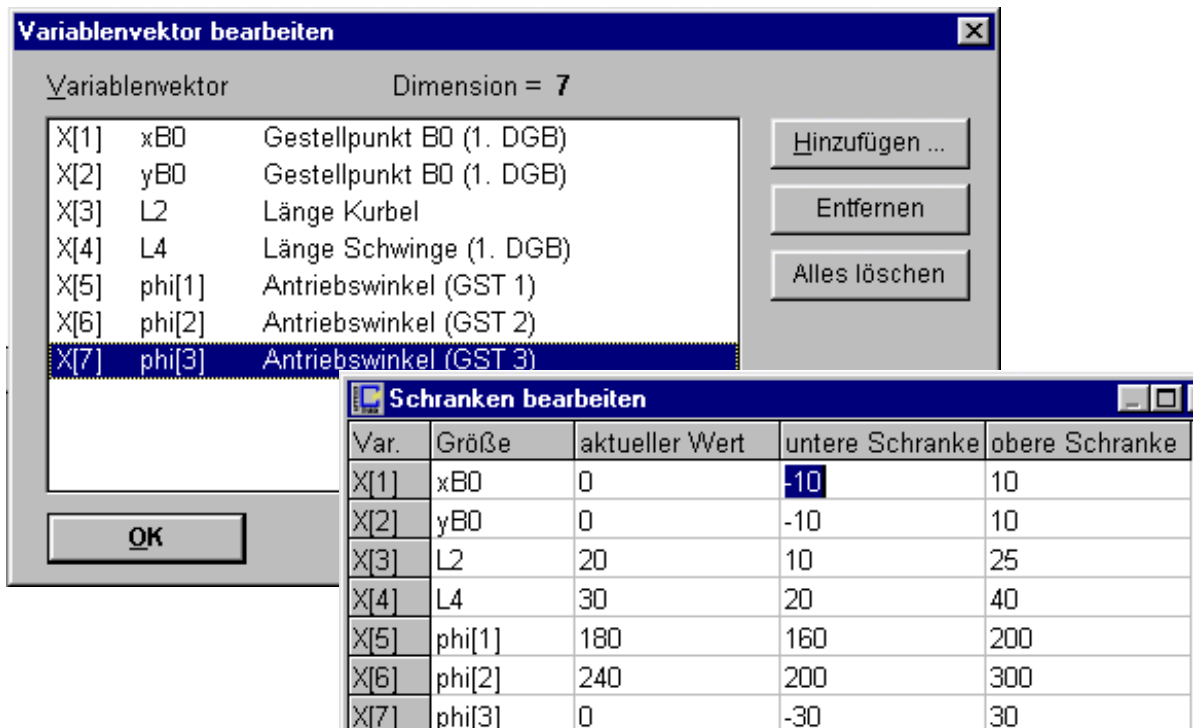 Variablenvektor bearbeiten
Variablenvektor Dimension = 7
X[1] xB0 Gestellpunkt B0 (1. DGB)
X[2] yB0 Gestellpunkt B0 (1. DGB)
X[3] L2 Länge Kurbel
X[4] L4 Länge Schwinge (1. DGB)
X[5] phi[1] Antriebswinkel (GST 1)
X[6] phi[2] Antriebswinkel (GST 2)
X[7] phi[3] Antriebswinkel (GST 3)
Hinzufügen ...
Entfernen
Alles löschen
OK
Schranken bearbeiten
Var. Größe aktueller Wert untere Schranke obere Schranke
X[1] xB0 0 -10 10
X[2] yB0 0 -10 10
X[3] L2 20 10 25
X[4] L4 30 20 40
X[5] phi[1] 180 160 200
X[6] phi[2] 240 200 300
X[7] phi[3] 0 -30 30